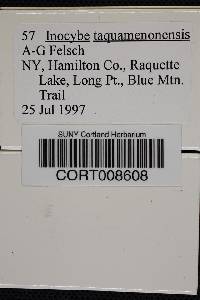 57 Inocybe taquamenonensis
A-G Felsch
NY, Hamilton Co., Raquette
Lake, Long Pt., Blue Mtn.
Trail
25 Jul 1997
SUNY Cortland Herbarium
CORT008608